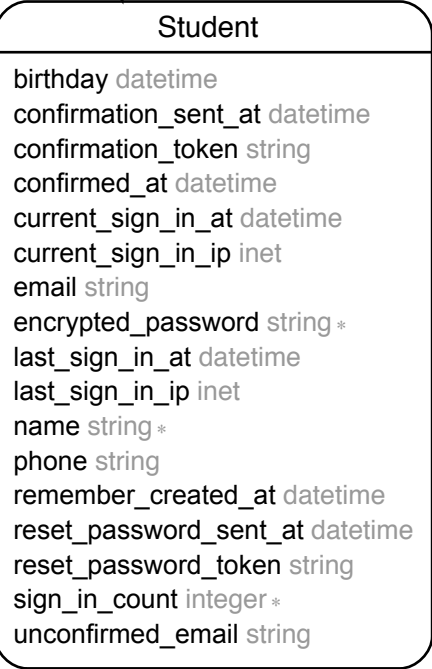 Student
birthday datetime
confirmation_sent_at datetime
confirmation_token string
confirmed_at datetime
current_sign_in_at datetime
current_sign_in_ip inet
email string
encrypted_password string *
last_sign_in_at datetime
last_sign_in_ip inet
name string *
phone string
remember_created_at datetime
reset_password_sent_at datetime
reset_password_token string
sign_in_count integer *
unconfirmed_email string